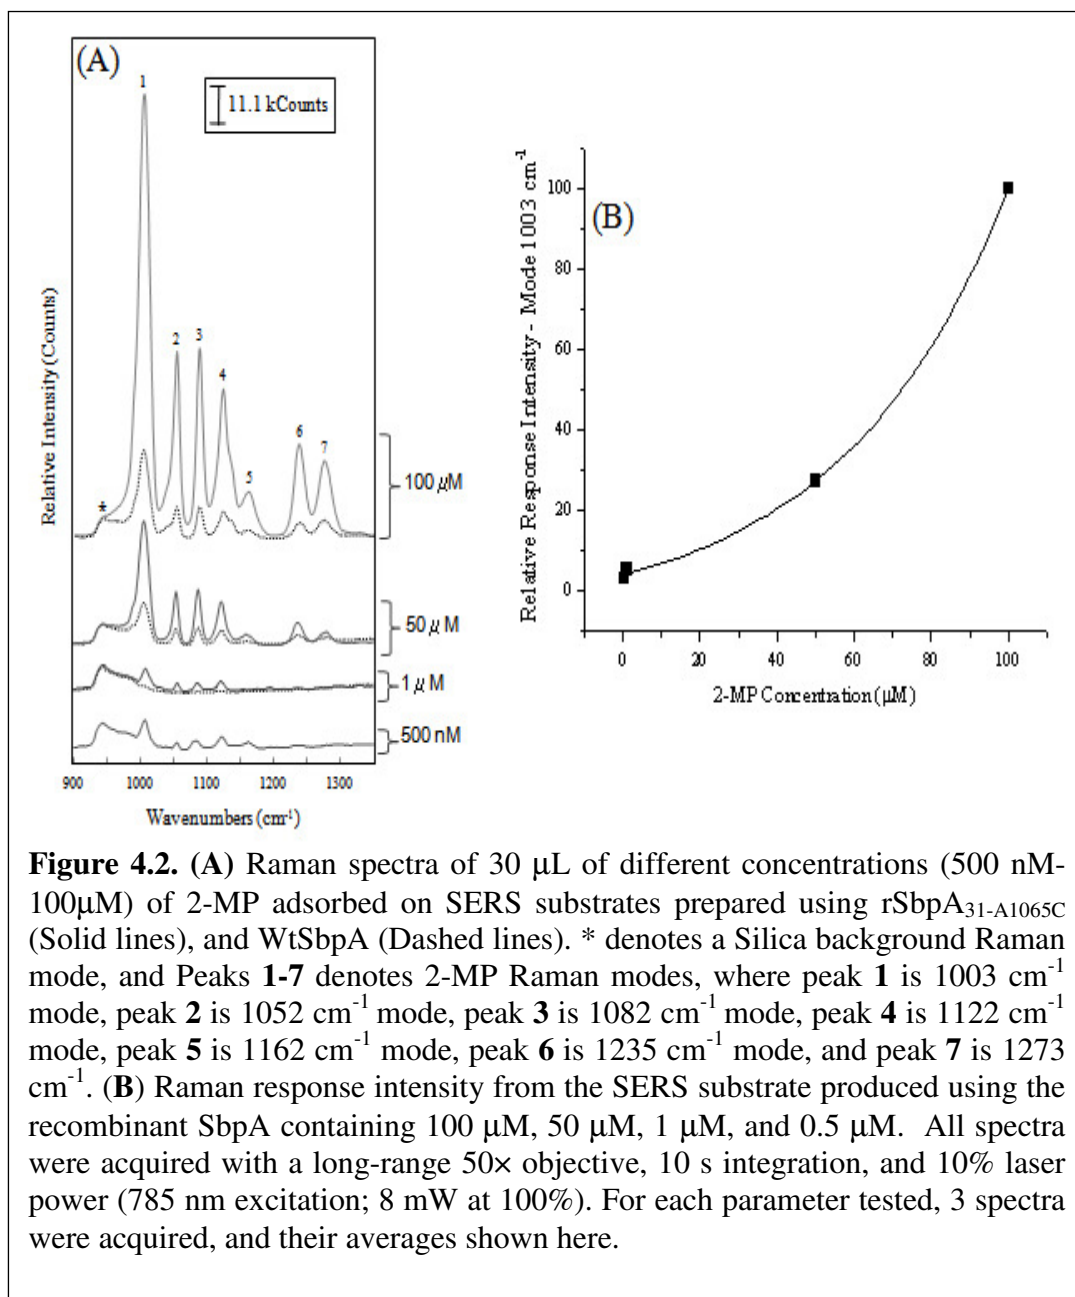 (A)
1
11.1 kCounts
2
3
4
5
6
7
*
100 μM
50 μM
1 μM
500 nM
Relative Intensity (Counts)
900 1000 1100 1200 1300
Wavenumbers (cm-1)
(B)
Relative Response Intensity - Mode 1003 cm-1
100
80
60
40
20
0
0 20 40 60 80 100
2-MP Concentration (μM)
Figure 4.2. (A) Raman spectra of 30 μL of different concentrations (500 nM-
100μM) of 2-MP adsorbed on SERS substrates prepared using rSbpA31-A1065C
(Solid lines), and WtSbpA (Dashed lines). * denotes a Silica background Raman
mode, and Peaks 1-7 denotes 2-MP Raman modes, where peak 1 is 1003 cm-1
mode, peak 2 is 1052 cm-1 mode, peak 3 is 1082 cm-1 mode, peak 4 is 1122 cm-1
mode, peak 5 is 1162 cm-1 mode, peak 6 is 1235 cm-1 mode, and peak 7 is 1273
cm-1. (B) Raman response intensity from the SERS substrate produced using the
recombinant SbpA containing 100 μM, 50 μM, 1 μM, and 0.5 μM. All spectra
were acquired with a long-range 50× objective, 10 s integration, and 10% laser
power (785 nm excitation; 8 mW at 100%). For each parameter tested, 3 spectra
were acquired, and their averages shown here.